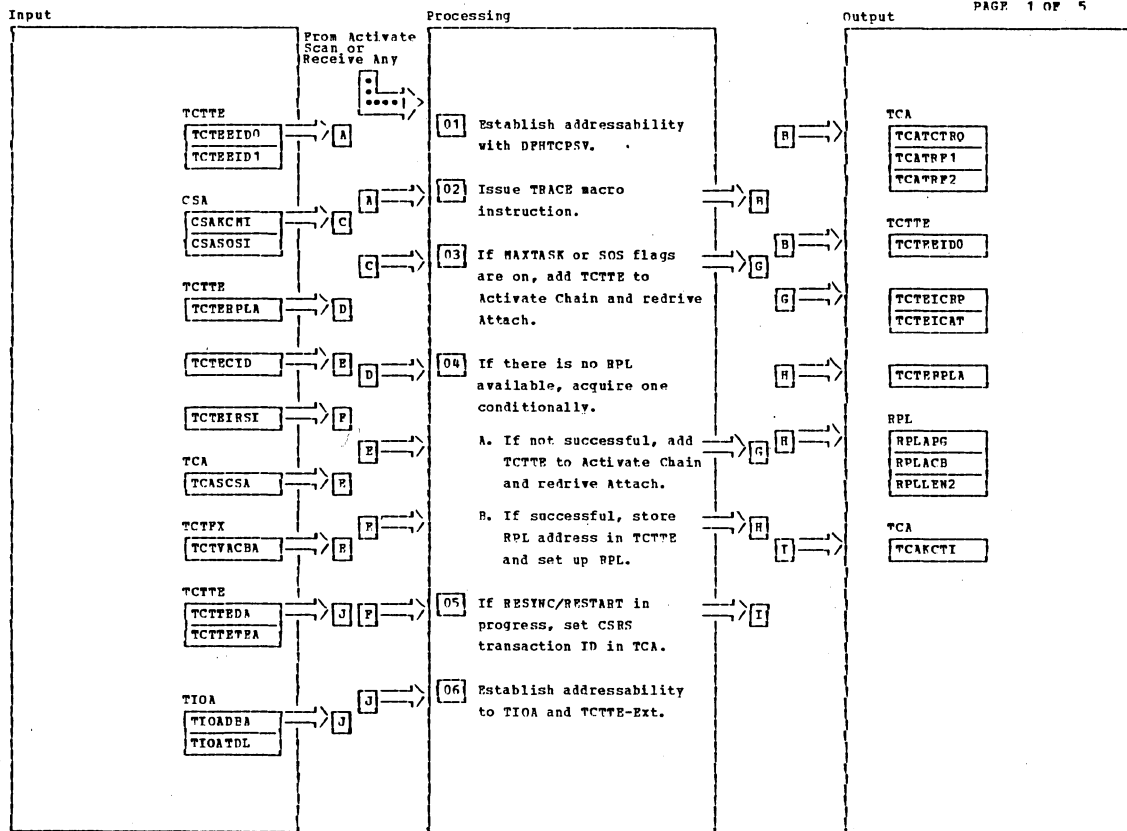 PAGE 1 OF 5
Input
Processing
Output
From Activate
Scan or
Receive Any
TCTTE
TCTEEID0
TCTEEID1
A
CSA
CSAKCMI
CSASOSI
C
TCTTE
TCTERPLA
D
TCTECID
E
TCTEIRSI
F
TCA
TCASCSA
E
TCTFX
TCTVACBA
E
TCTTE
TCTTEDA
TCTTETEA
J
TIOA
TIOADBA
TIOATDL
J
01 Establish addressability
with DFHTCPSV.
A
02 Issue TRACE macro
instruction.
B
C
03 If MAXTASK or SOS flags
are on, add TCTTE to
Activate Chain and redrive
Attach.
G
D
04 If there is no RPL
available, acquire one
conditionally.
E
A. If not successful, add
TCTTE to Activate Chain
and redrive Attach.
G
E
B. If successful, store
RPL address in TCTTE
and set up RPL.
H
F
05 If RESYNC/RESTART in
progress, set CSRS
transaction ID in TCA.
I
J
06 Establish addressability
to TIOA and TCTTE-Ext.
B
TCA
TCATCTRQ
TCATRF1
TCATRF2
B
TCTTE
TCTEEID0
G
TCTEICRP
TCTEICAT
H
TCTERPLA
H
RPL
RPLARG
RPLACB
RPLLEN2
I
TCA
TCAKCTI